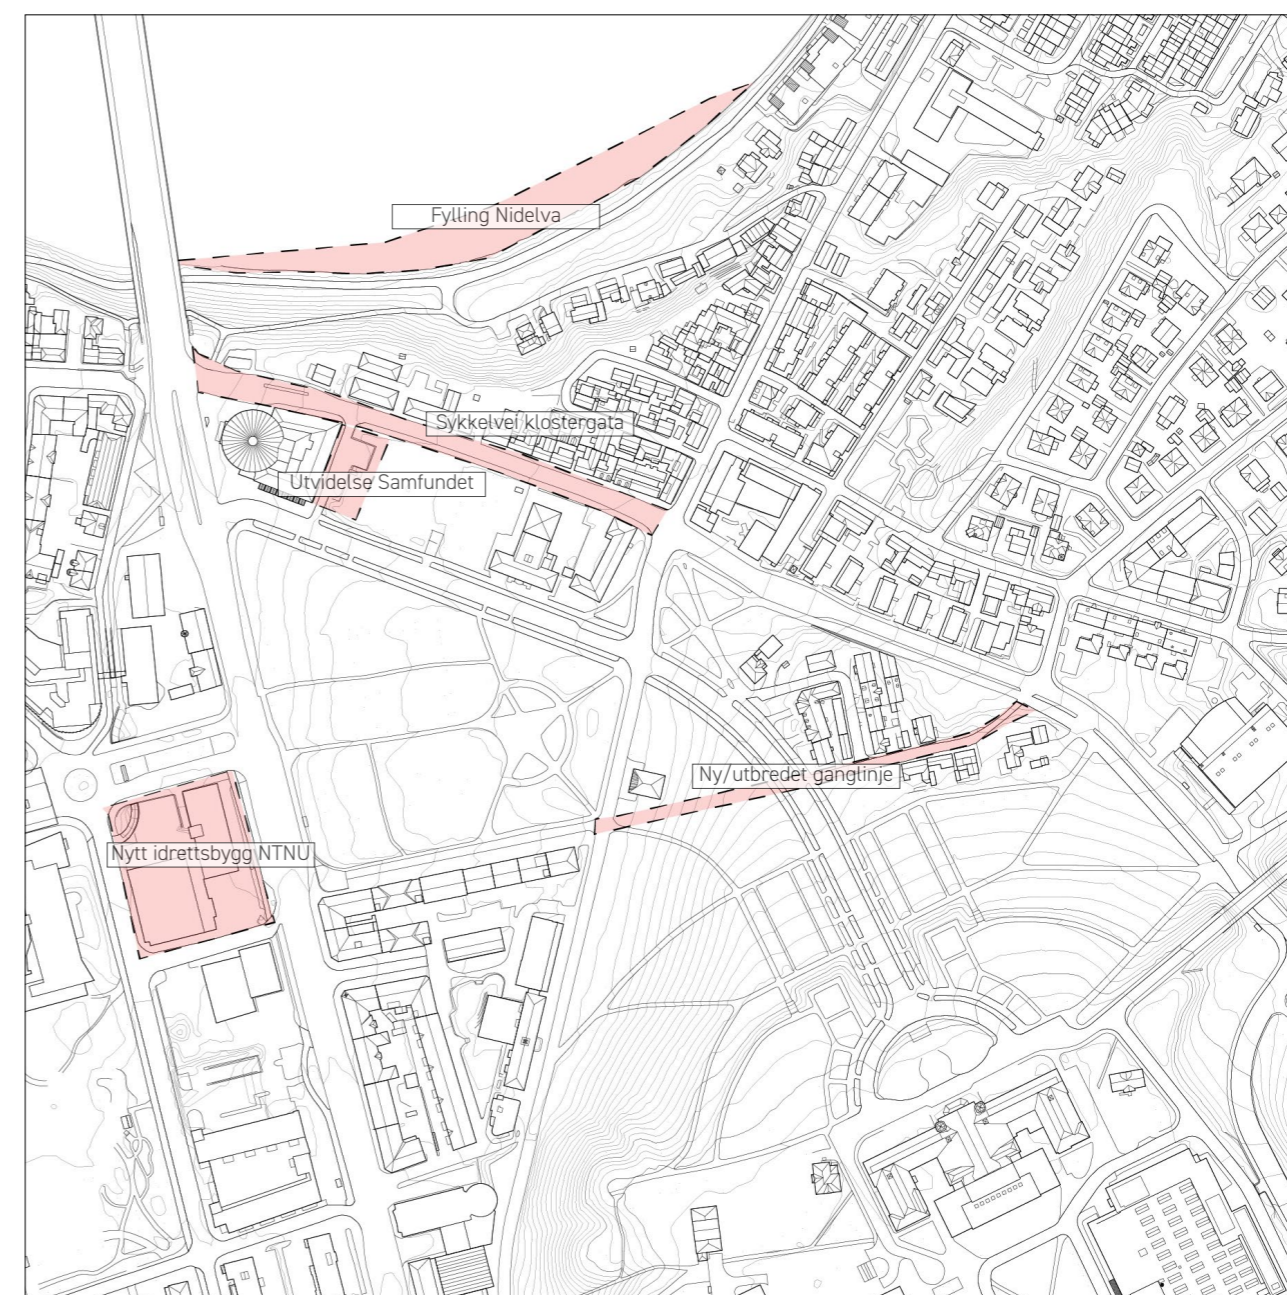 Fylling Nidelva
Sykkelvei klostergata
Utvidelse Samfundet
Ny/utbredet ganglinje
Nytt idrettsbygg NTNU